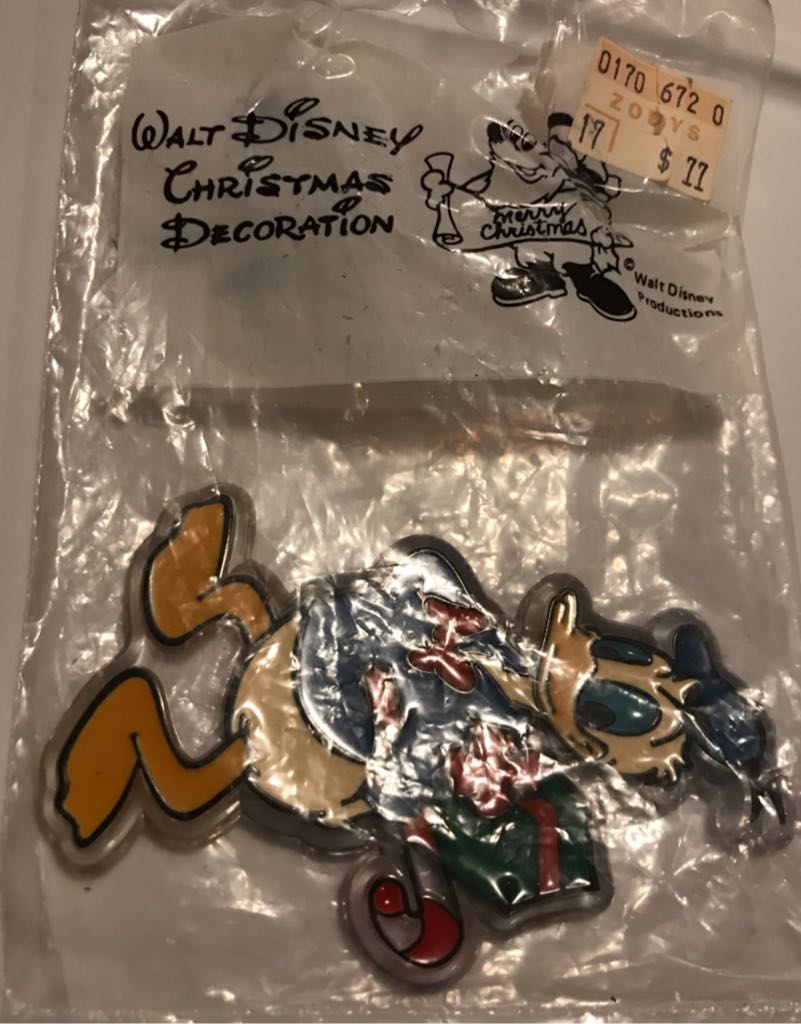 WALT DISNEY
CHRISTMAS
DECORATION
0170 672 0
ZODYS
17
$ 77
Merry
Christmas
© Walt Disney
Productions